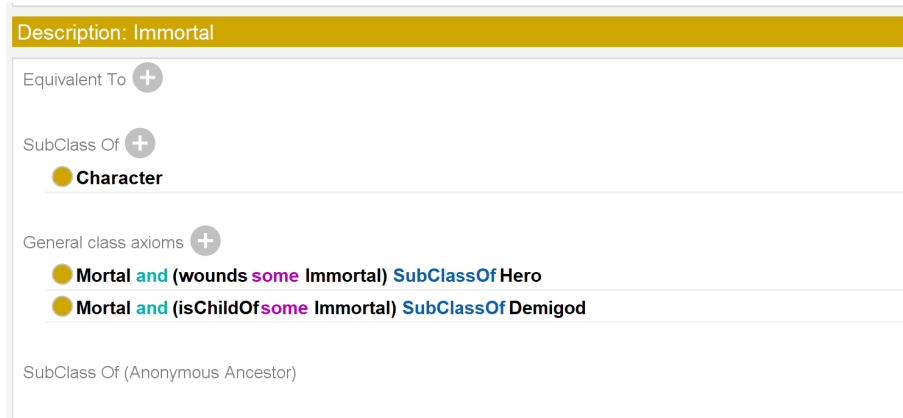 Description: Immortal
Equivalent To
SubClass Of
Character
General class axioms
Mortal and (wounds some Immortal) SubClassOf Hero
Mortal and (isChildOf some Immortal) SubClassOf Demigod
SubClass Of (Anonymous Ancestor)